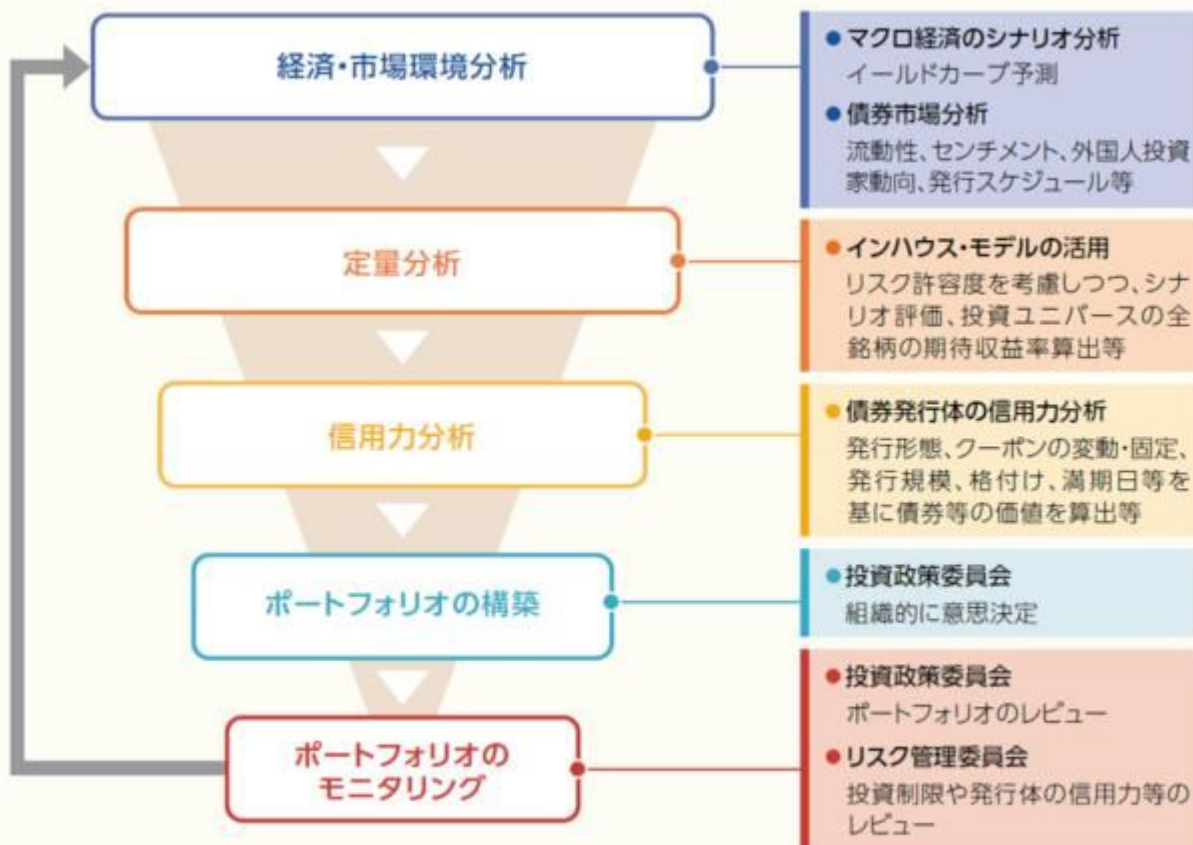 経済・市場環境分析
●マクロ経済のシナリオ分析
イールドカーブ予測
●債券市場分析
流動性、センチメント、外国人投資
家動向、発行スケジュール等
定量分析
●インハウス・モデルの活用
リスク許容度を考慮しつつ、シナ
リオ評価、投資ユニバースの全
銘柄の期待収益率算出等
信用力分析
●債券発行体の信用力分析
発行形態、クーポンの変動・固定、
発行規模、格付け、満期日等を
基に債券等の価値を算出等
ポートフォリオの構築
●投資政策委員会
組織的に意思決定
ポートフォリオの
モニタリング
●投資政策委員会
ポートフォリオのレビュー
●リスク管理委員会
投資制限や発行体の信用力等の
レビュー